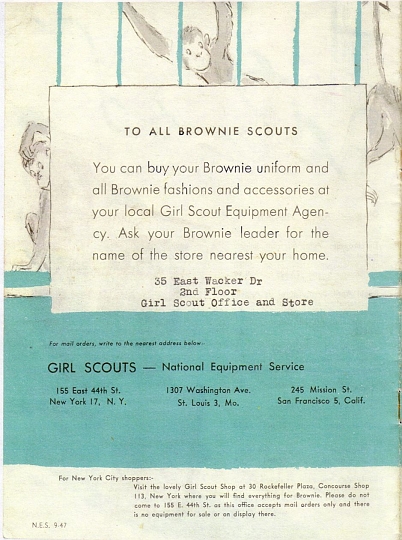 TO ALL BROWNIE SCOUTS
You can buy your Brownie uniform and
all Brownie fashions and accessories at
your local Girl Scout Equipment Agen-
cy. Ask your Brownie leader for the
name of the store nearest your home.
35 East Wacker Dr
2nd Floor
Girl Scout Office and Store
For mail orders, write to the nearest address below:-
GIRL SCOUTS — National Equipment Service
155 East 44th St.
New York 17, N. Y.
1307 Washington Ave.
St. Louis 3, Mo.
245 Mission St.
San Francisco 5, Calif.
For New York City shoppers:-
Visit the lovely Girl Scout Shop at 30 Rockefeller Plaza, Concourse Shop
113, New York where you will find everything for Brownie. Please do not
come to 155 E. 44th St. as this office accepts mail orders only and there
is no equipment for sale or on display there.
N.E.S. 9-47